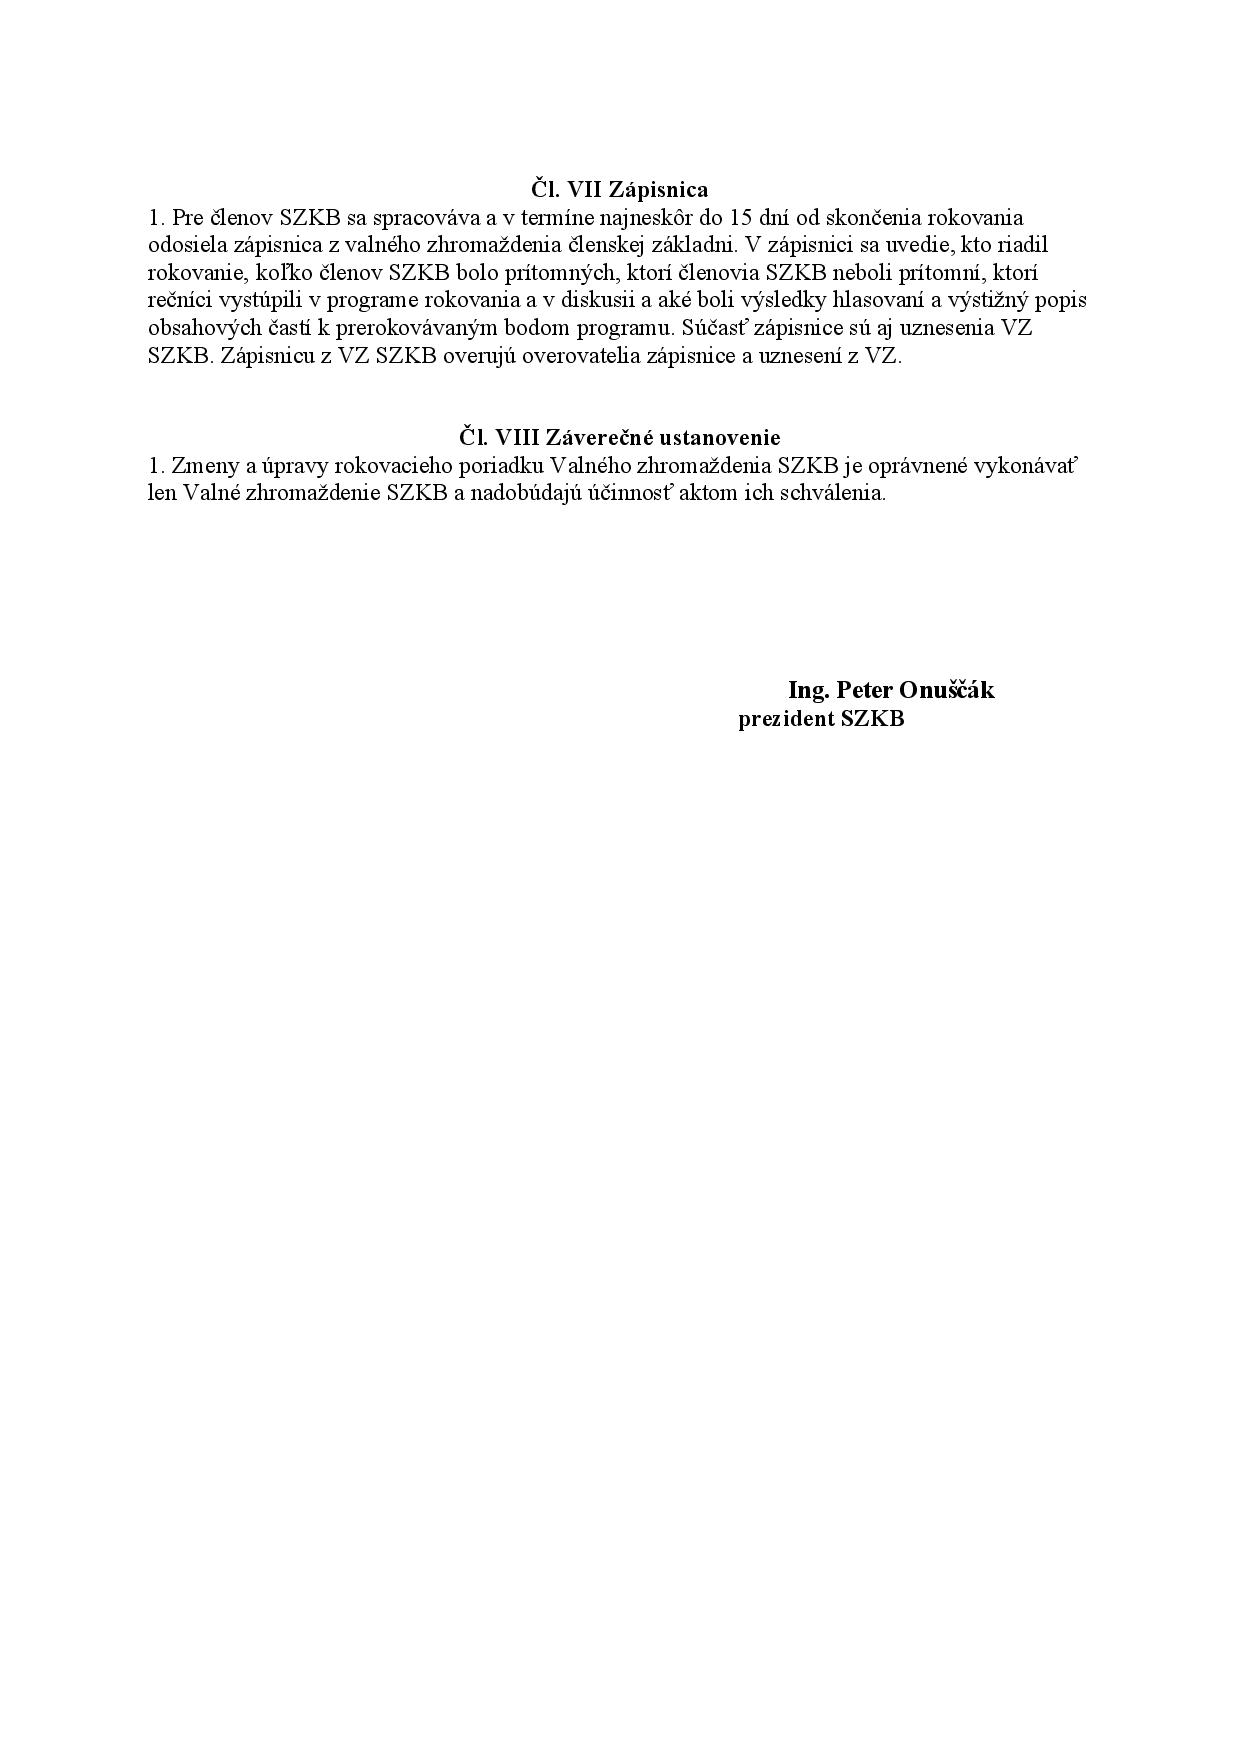 Čl. VII Zápisnica
1. Pre členov SZKB sa spracováva a v termíne najneskôr do 15 dní od skončenia rokovania
odosiela zápisnica z valného zhromaždenia členskej základni. V zápisnici sa uvedie, kto riadil
rokovanie, koľko členov SZKB bolo prítomných, ktorí členovia SZKB neboli prítomní, ktorí
rečníci vystúpili v programe rokovania a v diskusii a aké boli výsledky hlasovaní a výstižný popis
obsahových častí k prerokovávaným bodom programu. Súčasť zápisnice sú aj uznesenia VZ
SZKB. Zápisnicu z VZ SZKB overujú overovatelia zápisnice a uznesení z VZ.
Čl. VIII Záverečné ustanovenie
1. Zmeny a úpravy rokovacieho poriadku Valného zhromaždenia SZKB je oprávnené vykonávať
len Valné zhromaždenie SZKB a nadobúdajú účinnosť aktom ich schválenia.
Ing. Peter Onuščák
prezident SZKB